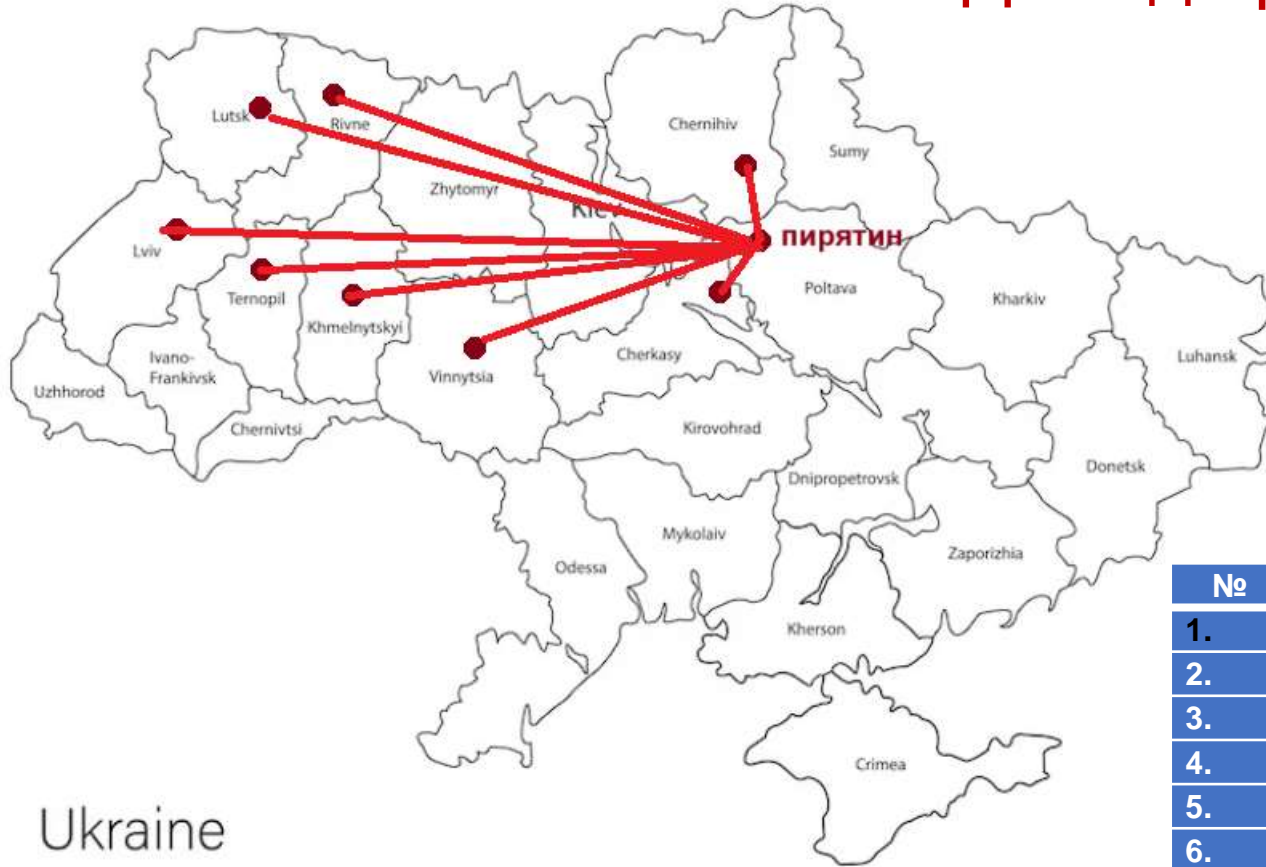 Lutsk
Rivne
Chernihiv
Sumy
Zhytomyr
Kiev
пирятин
Lviv
Ternopil
Poltava
Kharkiv
Khmelnytskyi
Ivano-
Frankivsk
Cherkasy
Luhansk
Vinnytsia
Uzhhorod
Chernivtsi
Kirovohrad
Donetsk
Dnipropetrovsk
Mykolaiv
Zaporizhia
Odessa
Kherson
Crimea
Ukraine
№
1.
2.
3.
4.
5.
6.